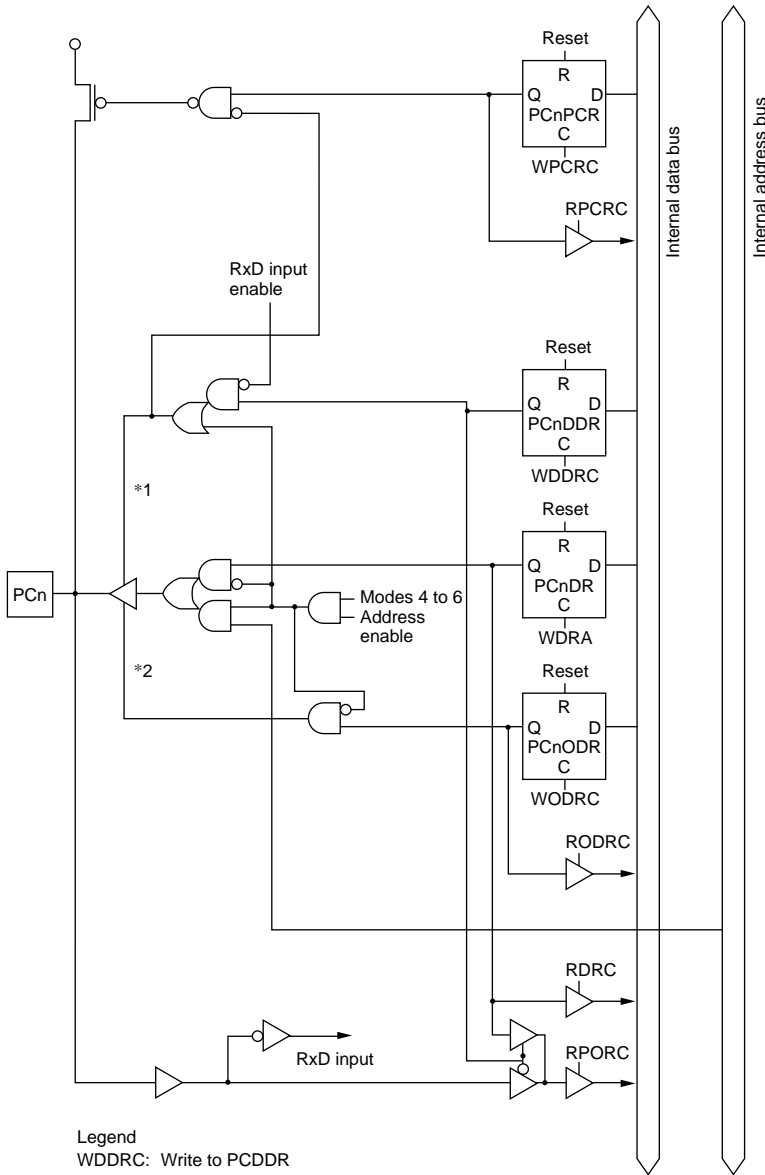 Reset
R
Q D
PCnPCR
C
WPCRC
RPCRC
Internal data bus
Internal address bus
RxD input
enable
Reset
R
Q D
PCnDDR
C
WDDRC
*1
Reset
R
Q D
PCnDR
C
WDRA
PCn
Modes 4 to 6
Address
enable
*2
Reset
R
Q D
PCnODR
C
WODRC
RODRC
RDRC
RxD input
RPORC
Legend
WDDRC: Write to PCDDR